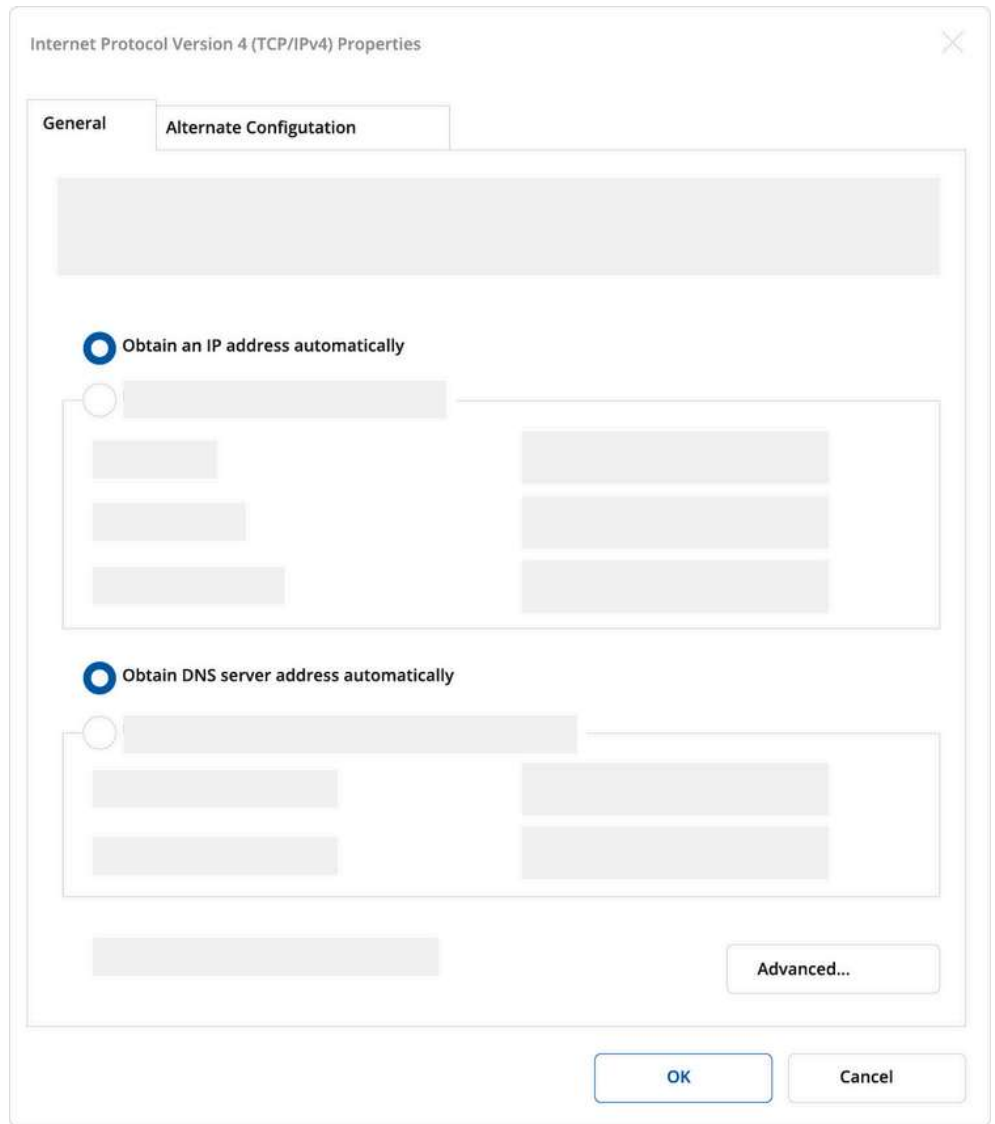 Internet Protocol Version 4 (TCP/IPv4) Properties
General
Alternate Configutation
Obtain an IP address automatically
Obtain DNS server address automatically
Advanced...
OK
Cancel